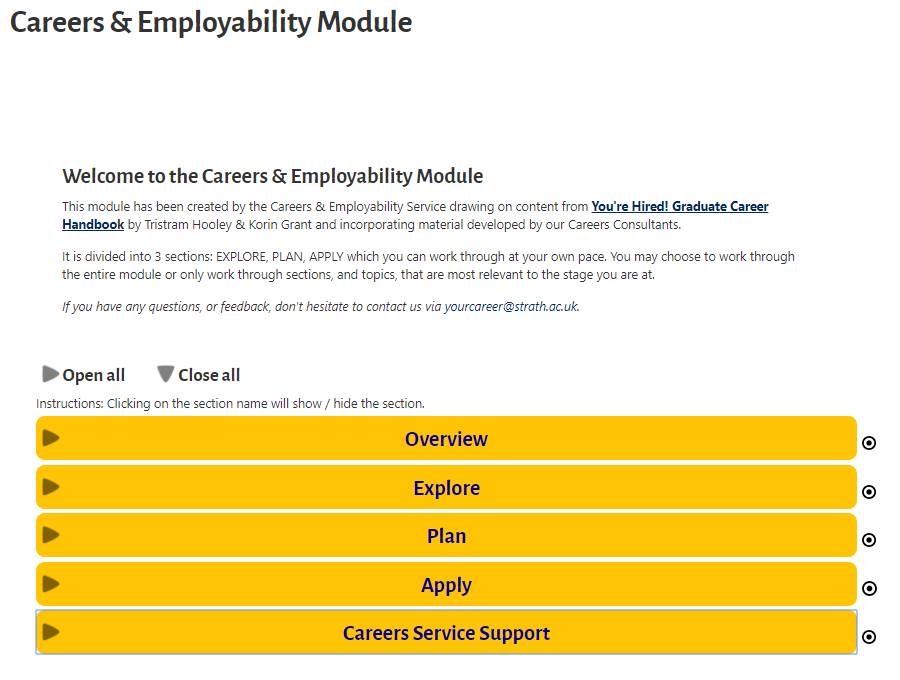 Careers & Employability Module
Welcome to the Careers & Employability Module
This module has been created by the Careers & Employability Service drawing on content from You're Hired! Graduate Career
Handbook by Tristram Hooley & Korin Grant and incorporating material developed by our Careers Consultants.
It is divided into 3 sections: EXPLORE, PLAN, APPLY which you can work through at your own pace. You may choose to work through
the entire module or only work through sections, and topics, that are most relevant to the stage you are at.
If you have any questions, or feedback, don't hesitate to contact us via yourcareer@strath.ac.uk.
Open all Close all
Instructions: Clicking on the section name will show / hide the section.
Overview
Explore
Plan
Apply
Careers Service Support